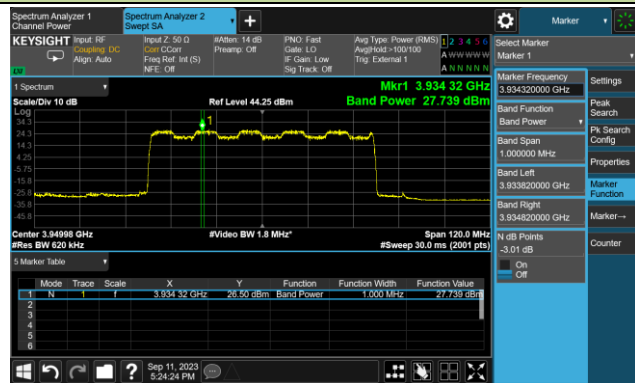 Spectrum Analyzer 1
Channel Power
Spectrum Analyzer 2
Swept SA
+
Marker
KEYSIGHT
Input: RF
Coupling: DC
Align: Auto
Input Z: 50 Ω
Corr CCorr
Freq Ref: Int (S)
NFE: Off
#Atten: 14 dB
Preamp: Off
PNO: Fast
Gate: LO
IF Gain: Low
Sig Track: Off
Avg Type: Power (RMS)
Avg|Hold:>100/100
Trig: External 1
1 2 3 4 5 6
A W W W W W
A N N N N N
LXI
1 Spectrum
Scale/Div 10 dB
Log
Ref Level 44.25 dBm
Mkr1 3.934 32 GHz
Band Power 27.739 dBm
34.3
24.3
14.3
4.25
-5.75
-15.8
-25.8
-35.8
-45.8
1
Center 3.94998 GHz
#Res BW 620 kHz
#Video BW 1.8 MHz*
Span 120.0 MHz
#Sweep 30.0 ms (2001 pts)
5 Marker Table
Mode Trace Scale X Y Function Function Width Function Value
1 N 1 f 3.934 32 GHz 26.50 dBm Band Power 1.000 MHz 27.739 dBm
2
3
4
5
6
Select Marker
Marker 1
Marker Frequency
3.934320000 GHz
Band Function
Band Power
Band Span
1.000000 MHz
Band Left
3.933820000 GHz
Band Right
3.934820000 GHz
N dB Points
-3.01 dB
On
Off
Settings
Peak
Search
Pk Search
Config
Properties
Marker
Function
Marker→
Counter
?
Sep 11, 2023
5:24:24 PM